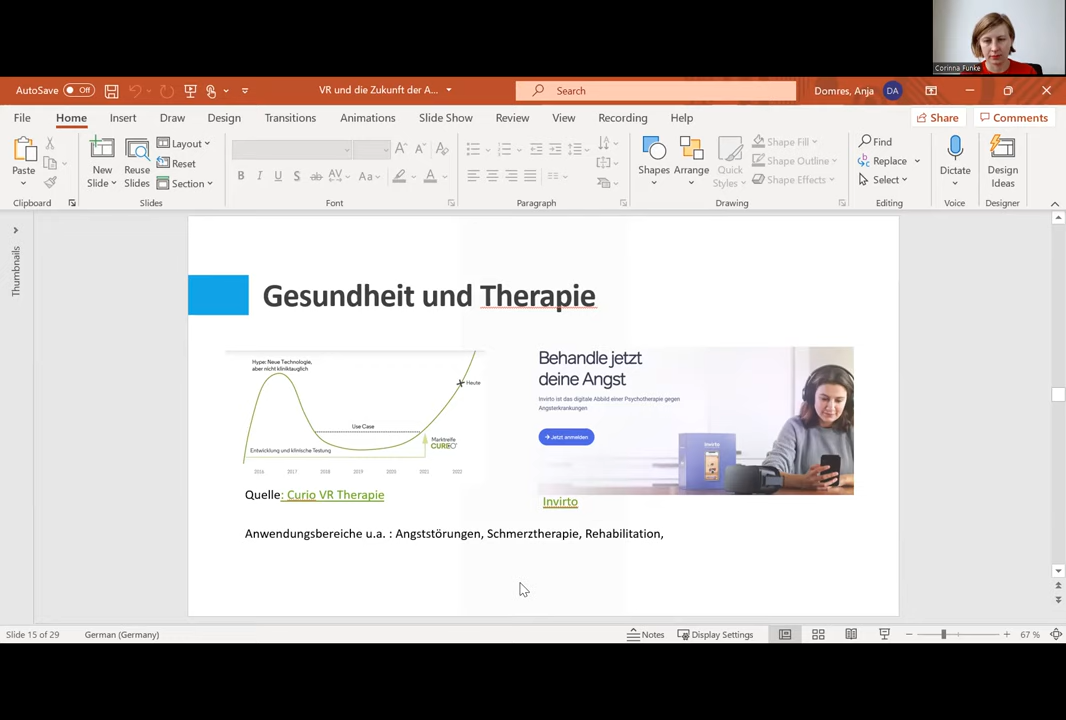 Corinna Funke
AutoSave Off
VR und die Zukunft der A...
Search
Domres, Anja DA
File Home Insert Draw Design Transitions Animations Slide Show Review View Recording Help
Share Comments
Paste
New
Slide
Reuse
Slides
Layout
Reset
Section
B I U S ab AV Aa A
Shapes Arrange Quick
Styles
Shape Fill
Shape Outline
Shape Effects
Find
Replace
Select
Dictate
Design
Ideas
Clipboard Slides Font Paragraph Drawing Editing Voice Designer
Thumbnails
Gesundheit und Therapie
Hype: Neue Technologie,
aber nicht kliniktauglich
Heute
Use Case
Marktreife
CUREO
Entwicklung und klinische Testung
2016 2017 2018 2019 2020 2021 2022
Quelle: Curio VR Therapie
Behandle jetzt
deine Angst
Invirto ist das digitale Abbild einer Psychotherapie gegen
Angsterkrankungen
Jetzt anmelden
invirto
Invirto
Anwendungsbereiche u.a. : Angststörungen, Schmerztherapie, Rehabilitation,
Slide 15 of 29 German (Germany)
Notes Display Settings
67 %